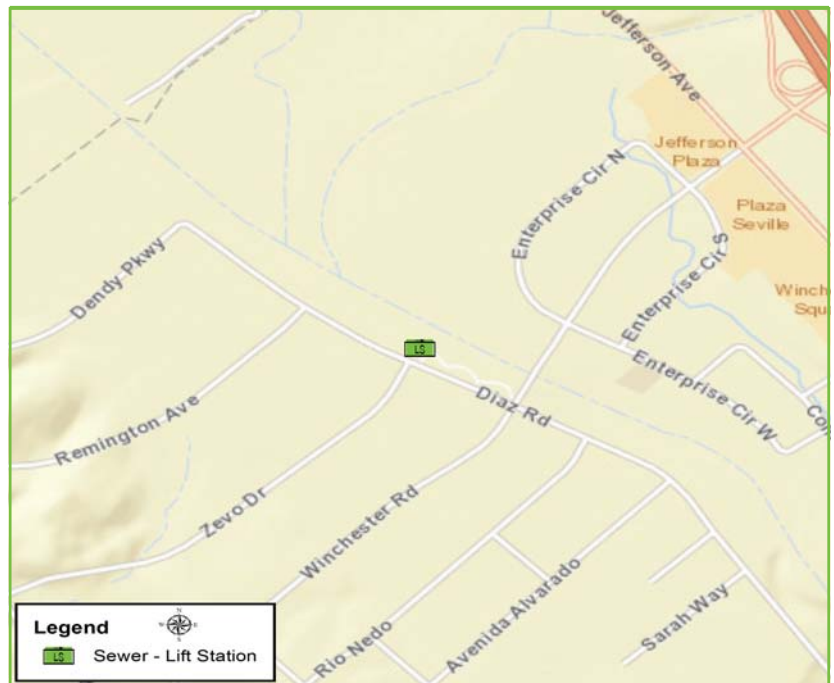 Jefferson Ave
Jefferson
Plaza
Plaza
Seville
Winch
Squ
Enterprise Cir N
Enterprise Cir S
Enterprise Cir W
Dendy Pkwy
LS
Diaz Rd
Remington Ave
Zevo Dr
Winchester Rd
Rio Nedo
Avenida Alvarado
Sarah Way
Legend
N
S
LS Sewer - Lift Station